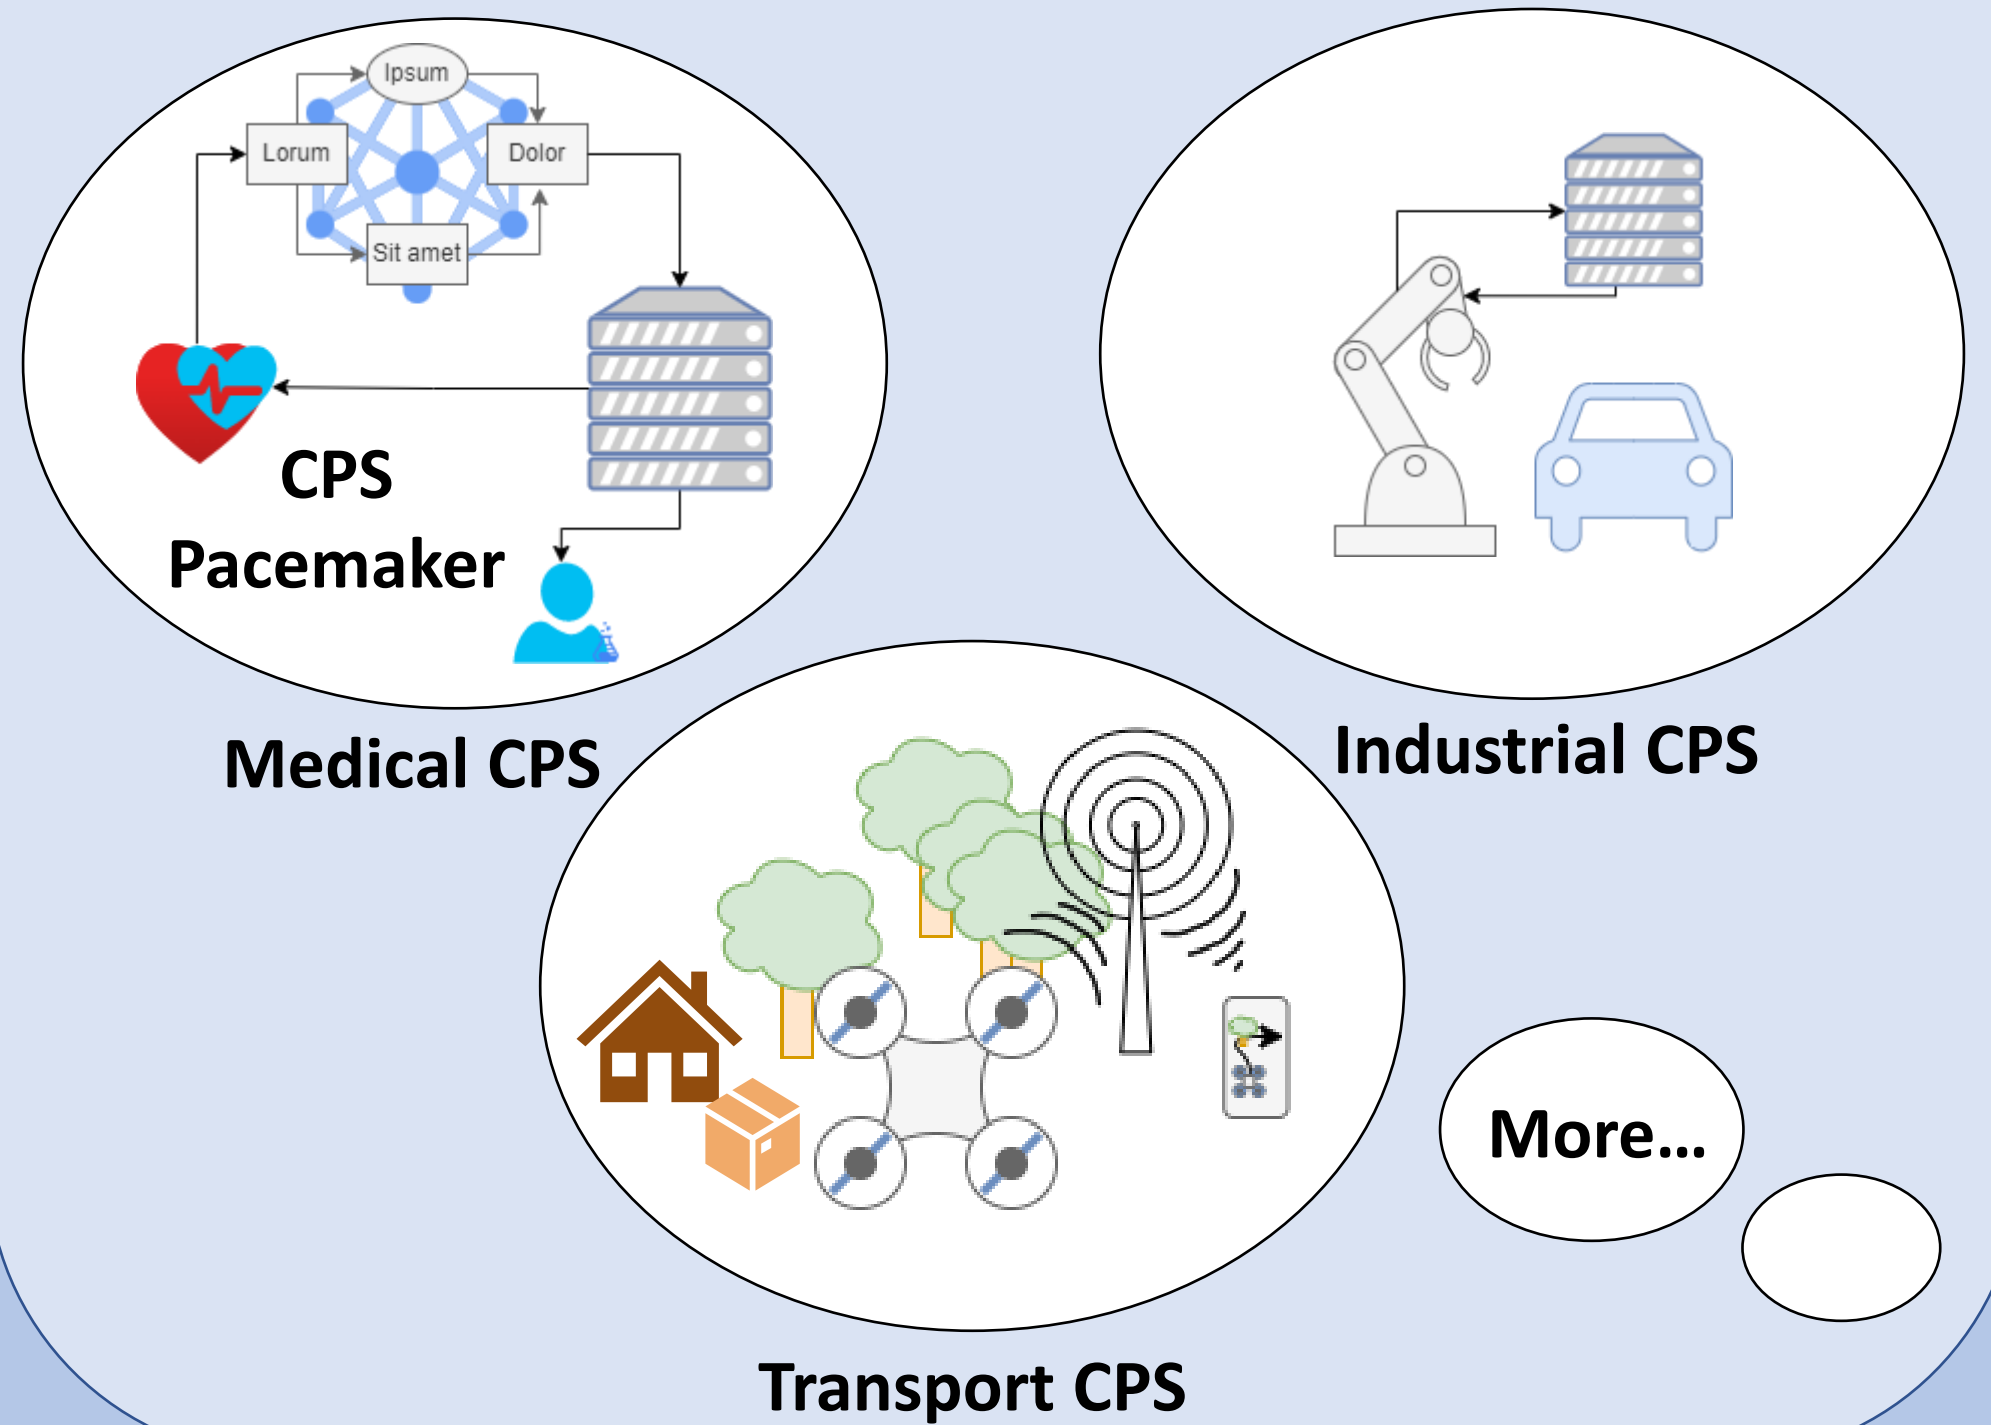 Ipsum
Lorum
Dolor
Sit amet
CPS
Pacemaker
Medical CPS
Industrial CPS
More...
Transport CPS